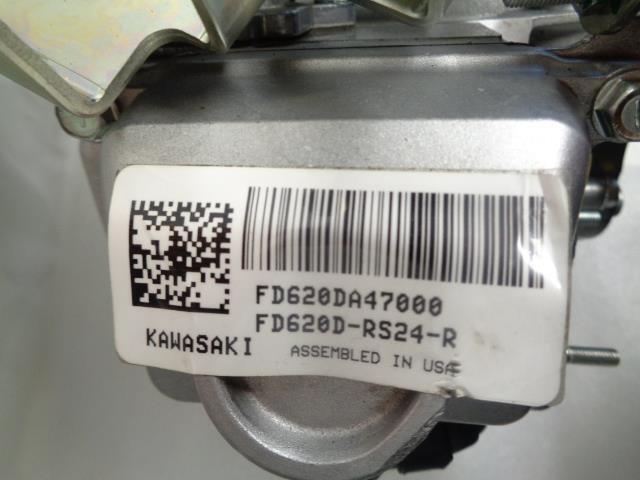 FD620DA47000
FD620D-RS24-R
KAWASAKI
ASSEMBLED IN USA